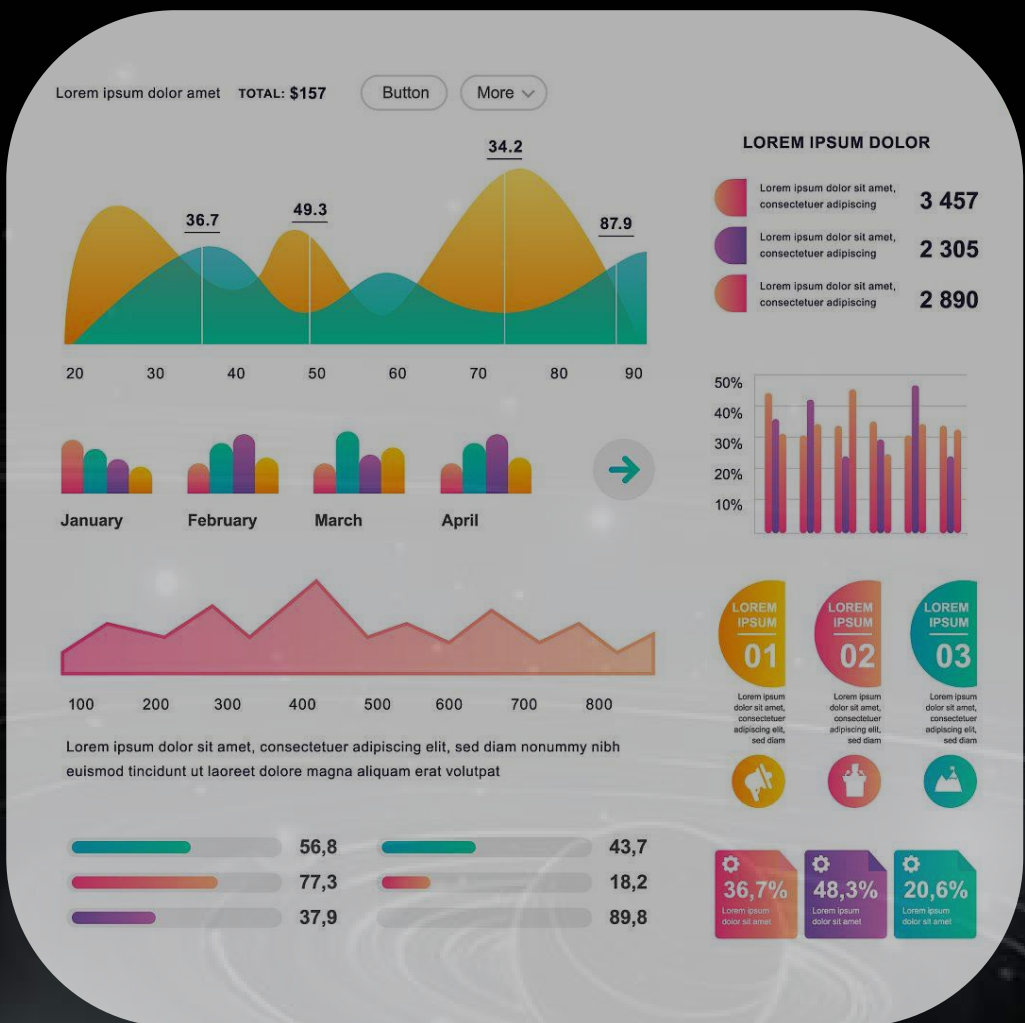 Lorem ipsum dolor amet TOTAL: $157 Button More
34.2
36.7 49.3 87.9
20 30 40 50 60 70 80 90
LOREM IPSUM DOLOR
Lorem ipsum dolor sit amet,
consectetuer adipiscing
3 457
Lorem ipsum dolor sit amet,
consectetuer adipiscing
2 305
Lorem ipsum dolor sit amet,
consectetuer adipiscing
2 890
January February March April
50%
40%
30%
20%
10%
100 200 300 400 500 600 700 800
Lorem ipsum dolor sit amet, consectetuer adipiscing elit, sed diam nonummy nibh
euismod tincidunt ut laoreet dolore magna aliquam erat volutpat
LOREM
IPSUM
01
Lorem ipsum
dolor sit amet,
consectetuer
adipiscing elit,
sed diam
LOREM
IPSUM
02
Lorem ipsum
dolor sit amet,
consectetuer
adipiscing elit,
sed diam
LOREM
IPSUM
03
Lorem ipsum
dolor sit amet,
consectetuer
adipiscing elit,
sed diam
56,8 43,7
77,3 18,2
37,9 89,8
36,7%
Lorem ipsum
dolor sit amet
48,3%
Lorem ipsum
dolor sit amet
20,6%
Lorem ipsum
dolor sit amet